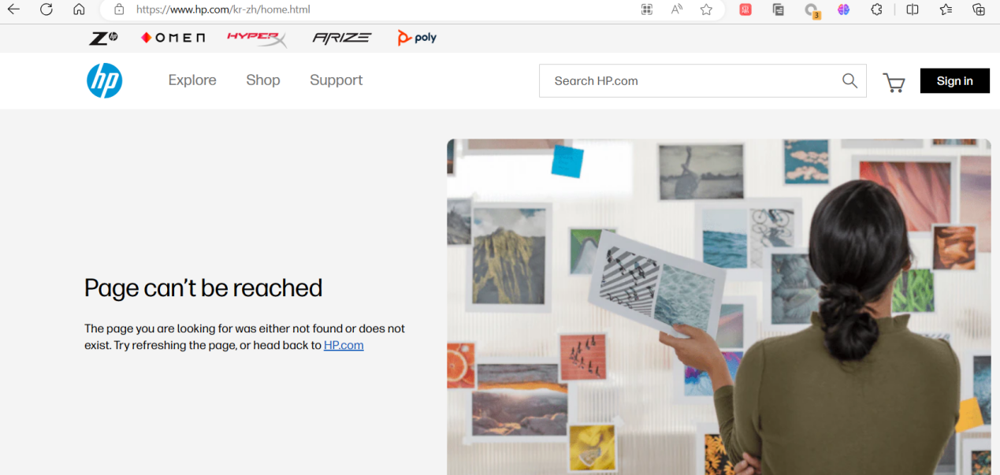 https://www.hp.com/kr-zh/home.html
3
Z hp
OMEN
HYPERX
ARIZE
poly
hp
Explore
Shop
Support
Search HP.com
Sign in
Page can't be reached
The page you are looking for was either not found or does not
exist. Try refreshing the page, or head back to HP.com